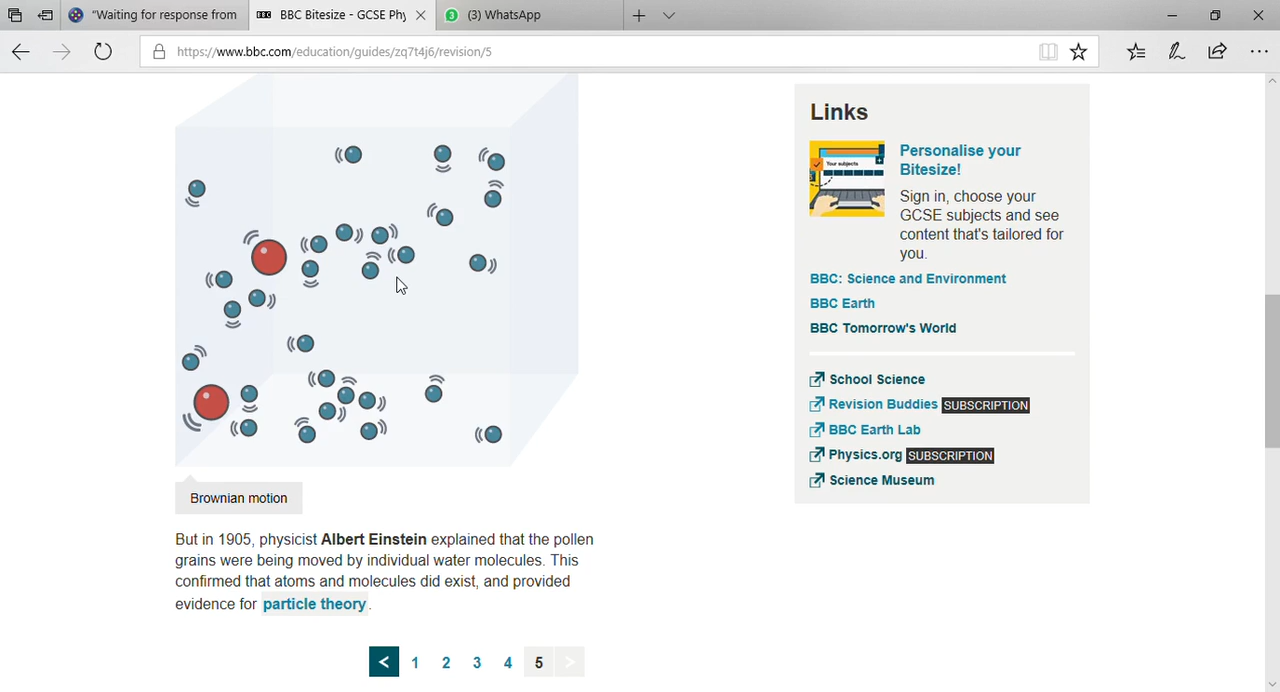 "Waiting for response from
BBC Bitesize - GCSE Phy
(3) WhatsApp
https://www.bbc.com/education/guides/zq7t4j6/revision/5
Brownian motion
But in 1905, physicist Albert Einstein explained that the pollen
grains were being moved by individual water molecules. This
confirmed that atoms and molecules did exist, and provided
evidence for particle theory.
< 1 2 3 4 5 >
Links
Your subjects
Personalise your
Bitesize!
Sign in, choose your
GCSE subjects and see
content that's tailored for
you.
BBC: Science and Environment
BBC Earth
BBC Tomorrow's World
School Science
Revision Buddies SUBSCRIPTION
BBC Earth Lab
Physics.org SUBSCRIPTION
Science Museum